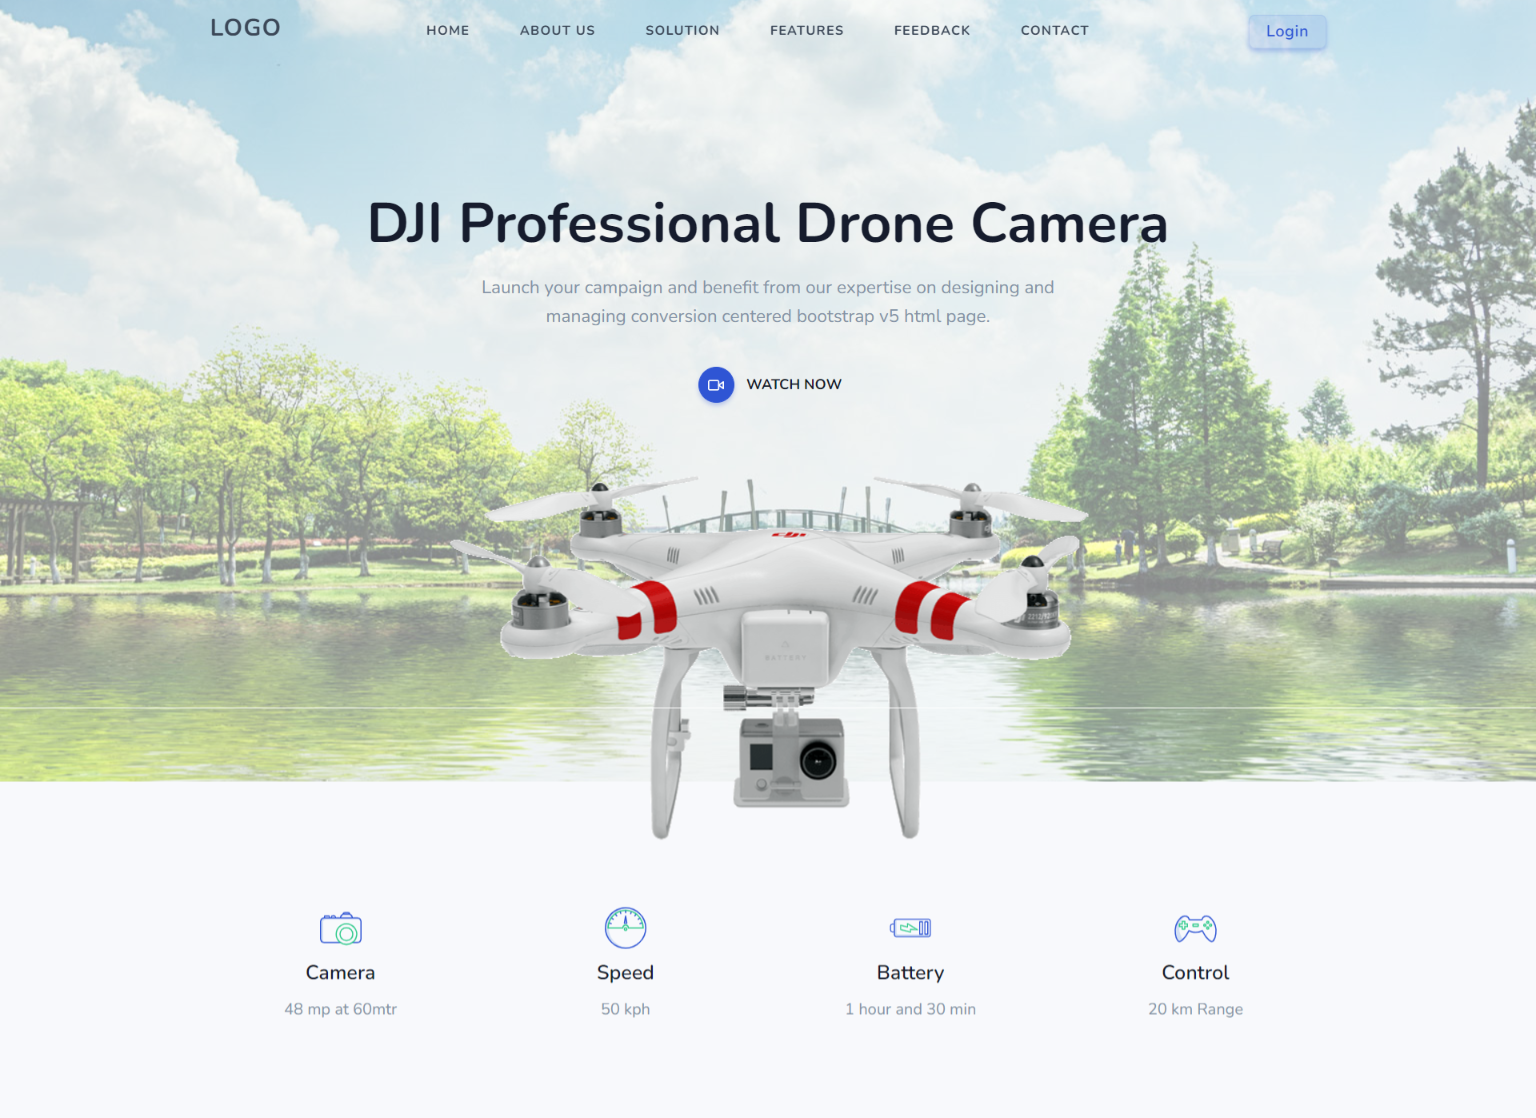 LOGO
HOME
ABOUT US
SOLUTION
FEATURES
FEEDBACK
CONTACT
Login
DJI Professional Drone Camera
Launch your campaign and benefit from our expertise on designing and
managing conversion centered bootstrap v5 html page.
WATCH NOW
dji
BATTERY
Camera
Speed
Battery
Control
48 mp at 60mtr
50 kph
1 hour and 30 min
20 km Range